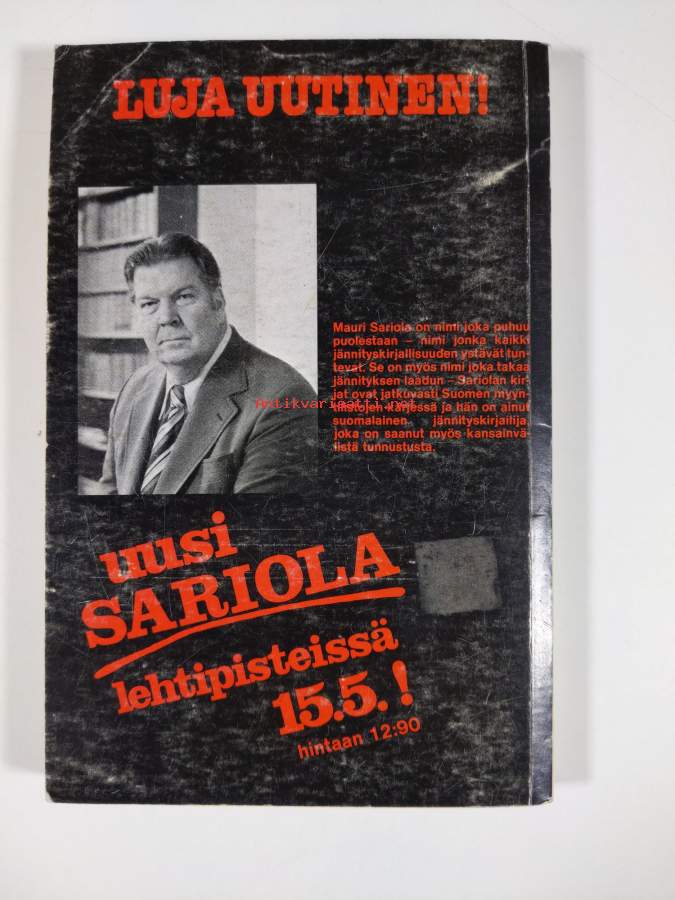 LUJA UUTINEN!
Mauri Sariola on nimi joka puhuu
puolestaan – nimi jonka kaikki
jännityskirjallisuuden ystävät tun-
tevat. Se on myös nimi joka takaa
jännityksen laadun – Sariolan kir-
jat ovat jatkuvasti Suomen myyn-
tilistojen kärjessä ja hän on ainut
suomalainen jännityskirjailija,
joka on saanut myös kansainvä-
listä tunnustusta.
antikvariaatti.net
uusi
SARIOLA
lehtipisteissä
15.5.!
hintaan 12:90